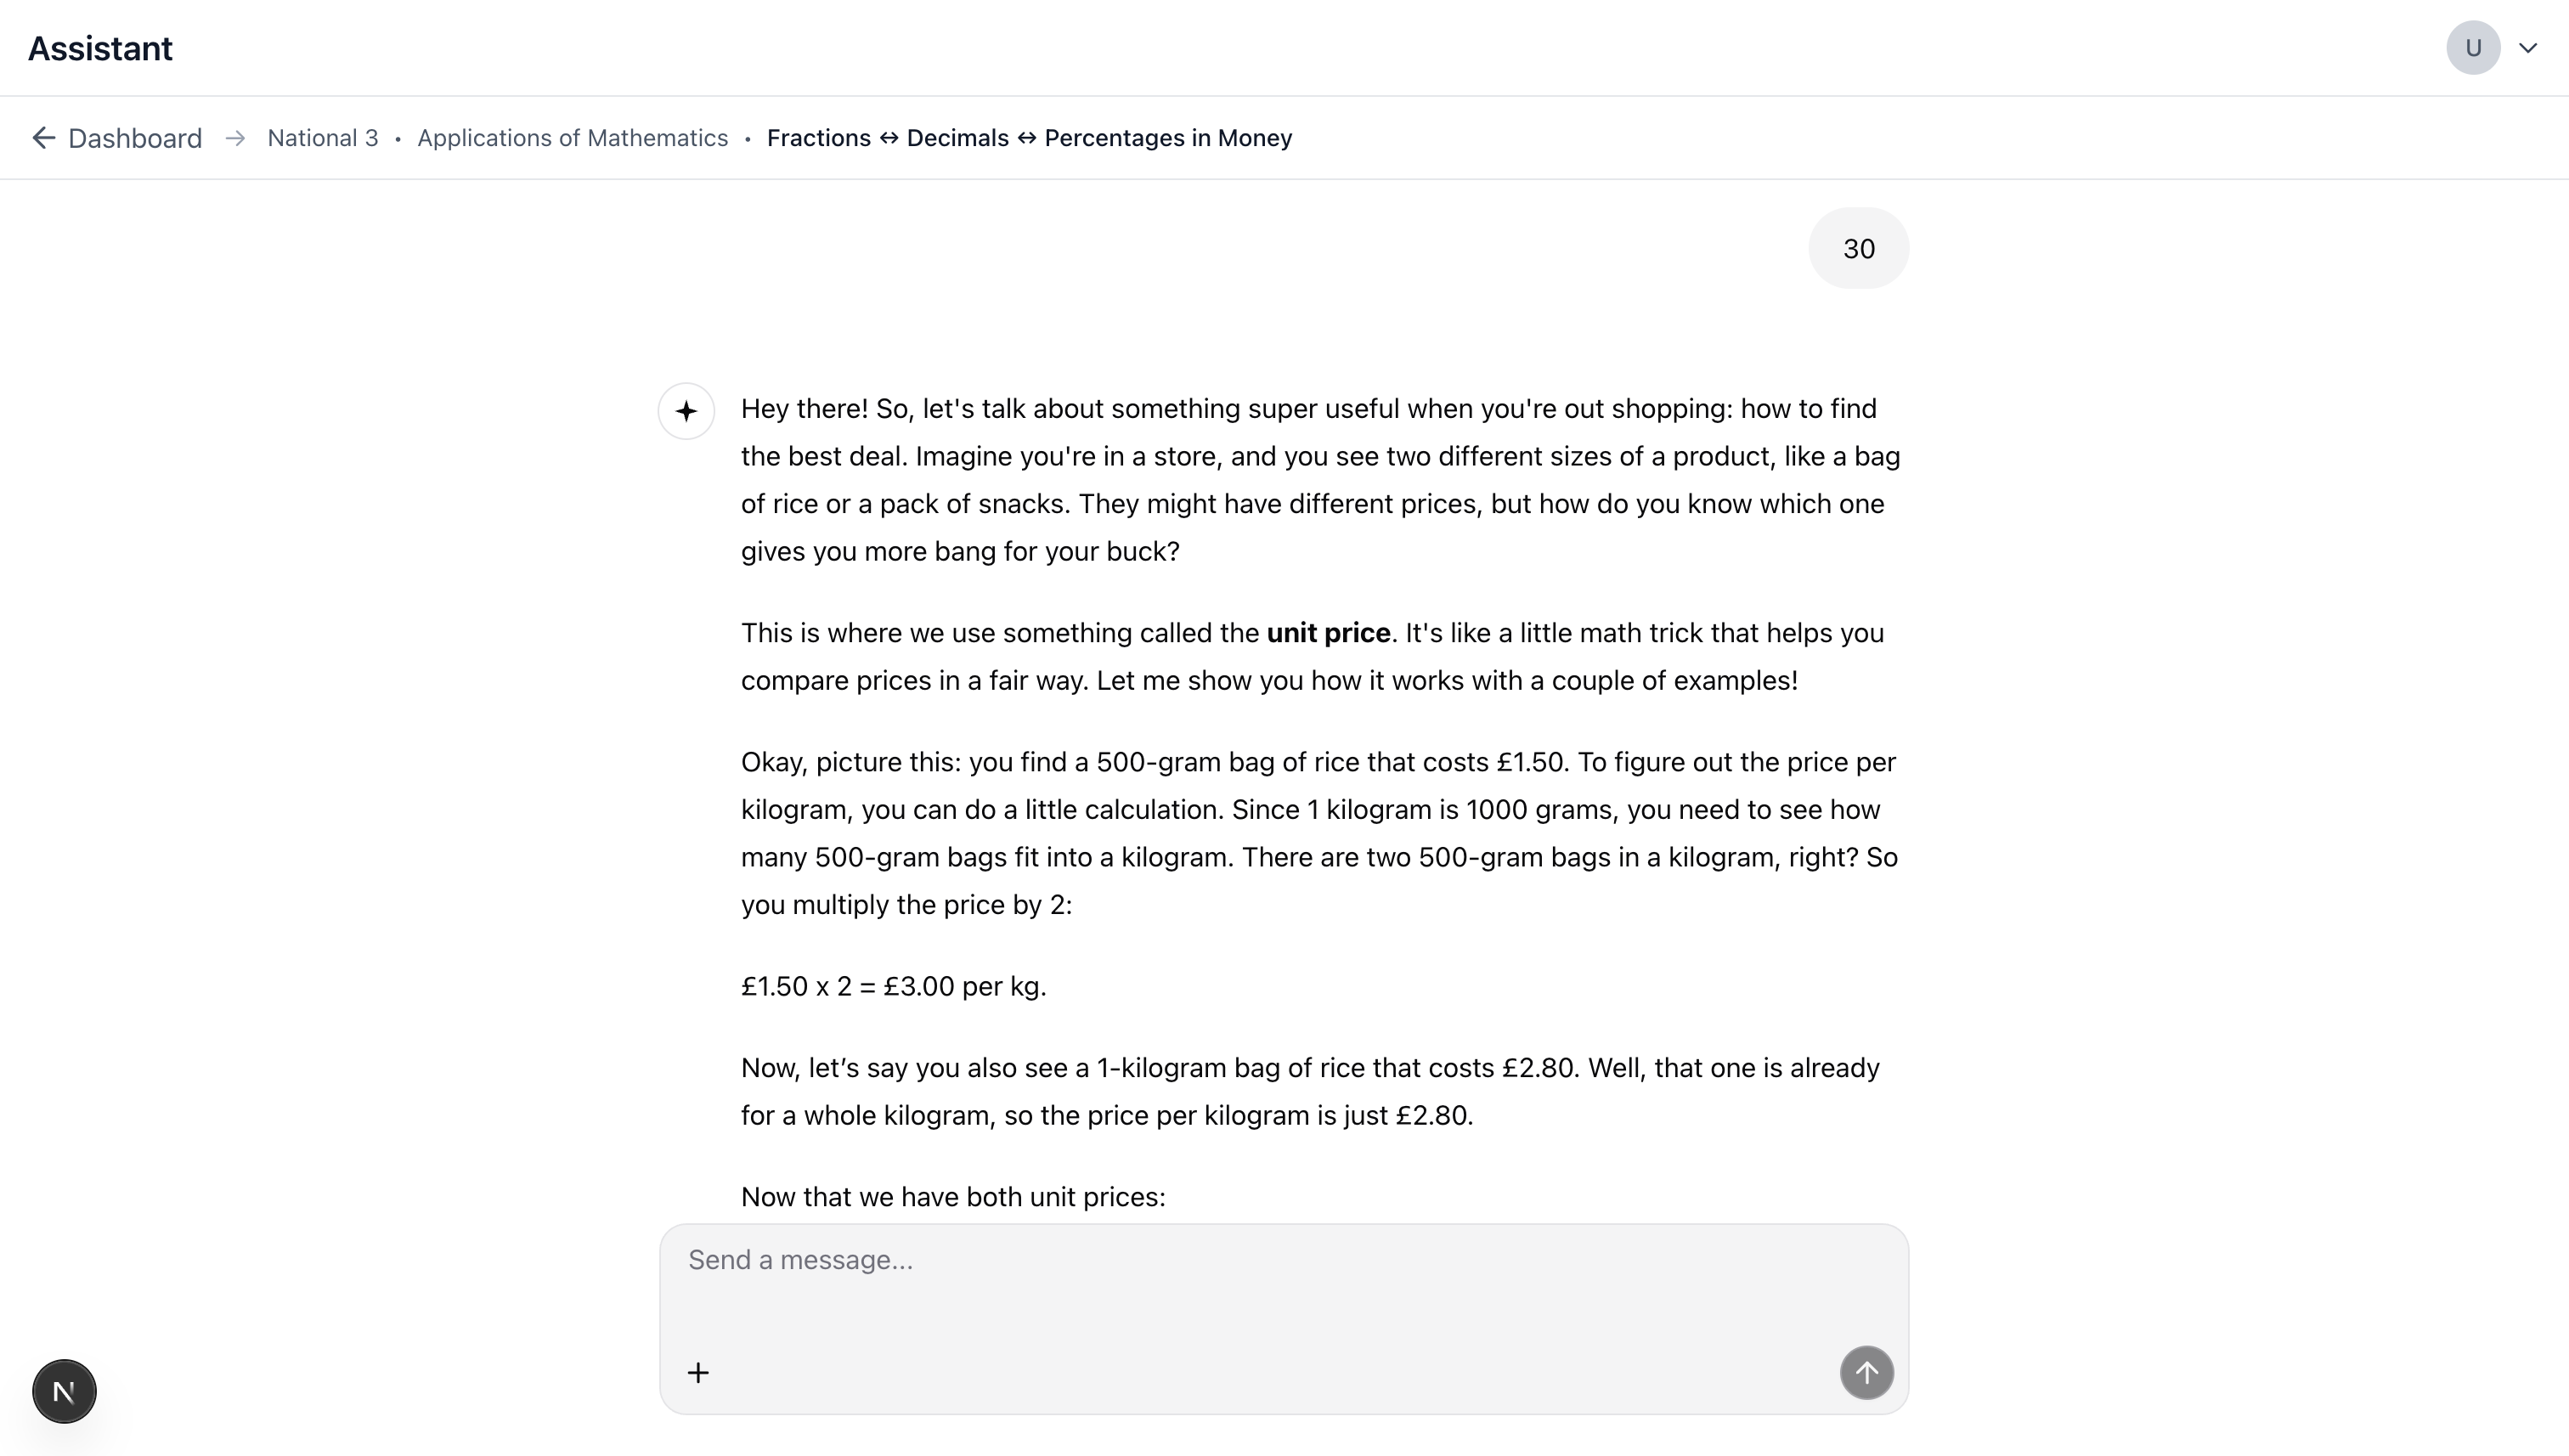 Assistant
U
Dashboard → National 3 • Applications of Mathematics • Fractions ↔ Decimals ↔ Percentages in Money
30
Hey there! So, let's talk about something super useful when you're out shopping: how to find
the best deal. Imagine you're in a store, and you see two different sizes of a product, like a bag
of rice or a pack of snacks. They might have different prices, but how do you know which one
gives you more bang for your buck?
This is where we use something called the unit price. It's like a little math trick that helps you
compare prices in a fair way. Let me show you how it works with a couple of examples!
Okay, picture this: you find a 500-gram bag of rice that costs £1.50. To figure out the price per
kilogram, you can do a little calculation. Since 1 kilogram is 1000 grams, you need to see how
many 500-gram bags fit into a kilogram. There are two 500-gram bags in a kilogram, right? So
you multiply the price by 2:
£1.50 x 2 = £3.00 per kg.
Now, let’s say you also see a 1-kilogram bag of rice that costs £2.80. Well, that one is already
for a whole kilogram, so the price per kilogram is just £2.80.
Now that we have both unit prices:
Send a message...
N